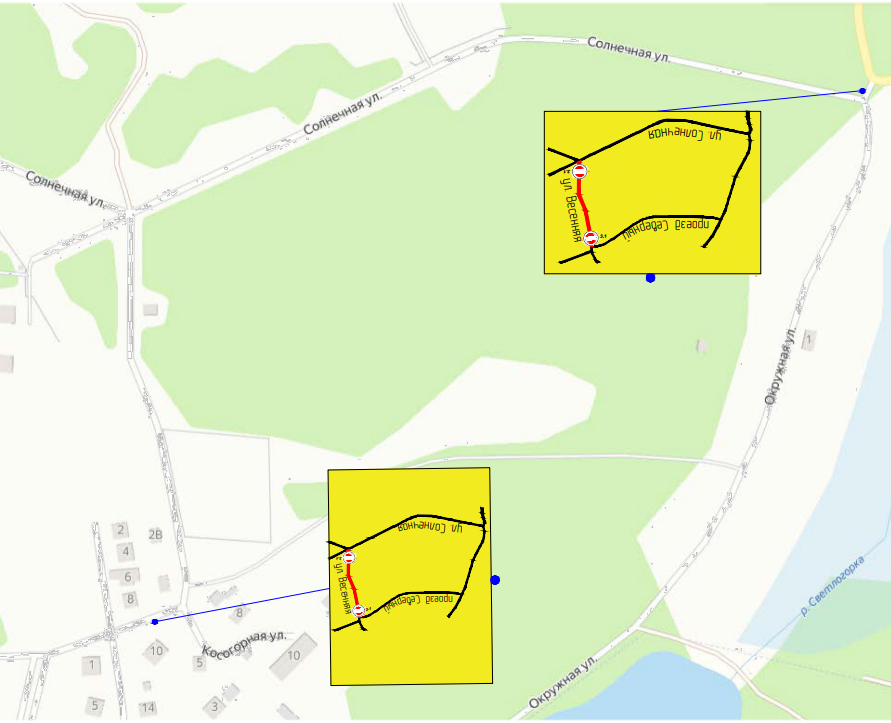 Солнечная ул.
Солнечная ул.
Солнечная ул.
ул. Солнечная
ул. Весенняя
проезд Северный
Окружная ул.
1
ул. Солнечная
ул. Весенняя
проезд Северный
2
2В
4
6
8
8
р. Светлогорка
Косогорная ул.
10
5
10
1
5
14
3
Окружная ул.